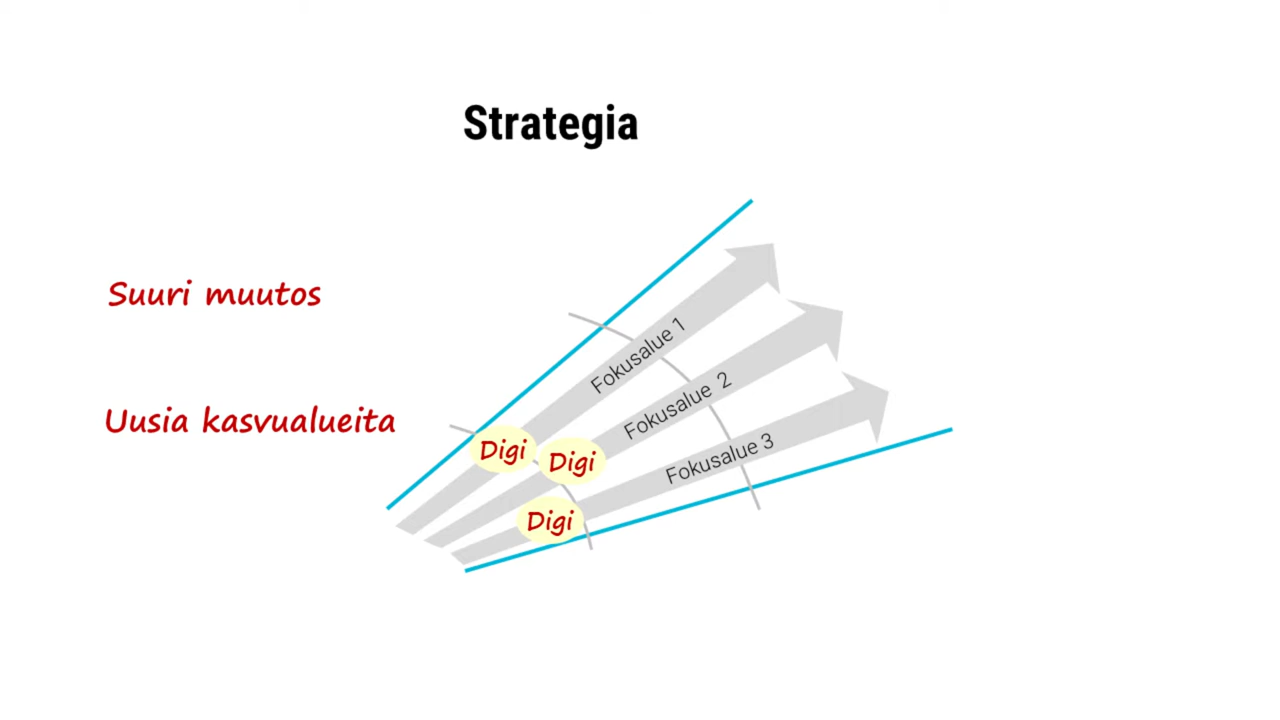 Strategia
Suuri muutos
Uusia kasvualueita
Fokusalue 1
Fokusalue 2
Fokusalue 3
Digi
Digi
Digi